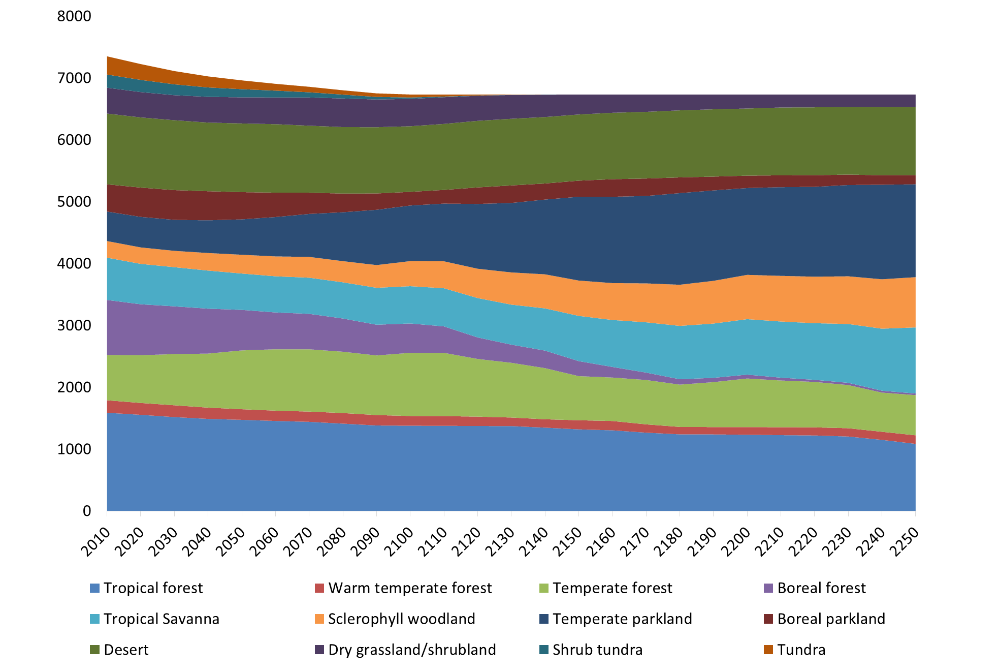 8000
7000
6000
5000
4000
3000
2000
1000
0
2010 2020 2030 2040 2050 2060 2070 2080 2090 2100 2110 2120 2130 2140 2150 2160 2170 2180 2190 2200 2210 2220 2230 2240 2250
Tropical forest Warm temperate forest Temperate forest Boreal forest
Tropical Savanna Sclerophyll woodland Temperate parkland Boreal parkland
Desert Dry grassland/shrubland Shrub tundra Tundra